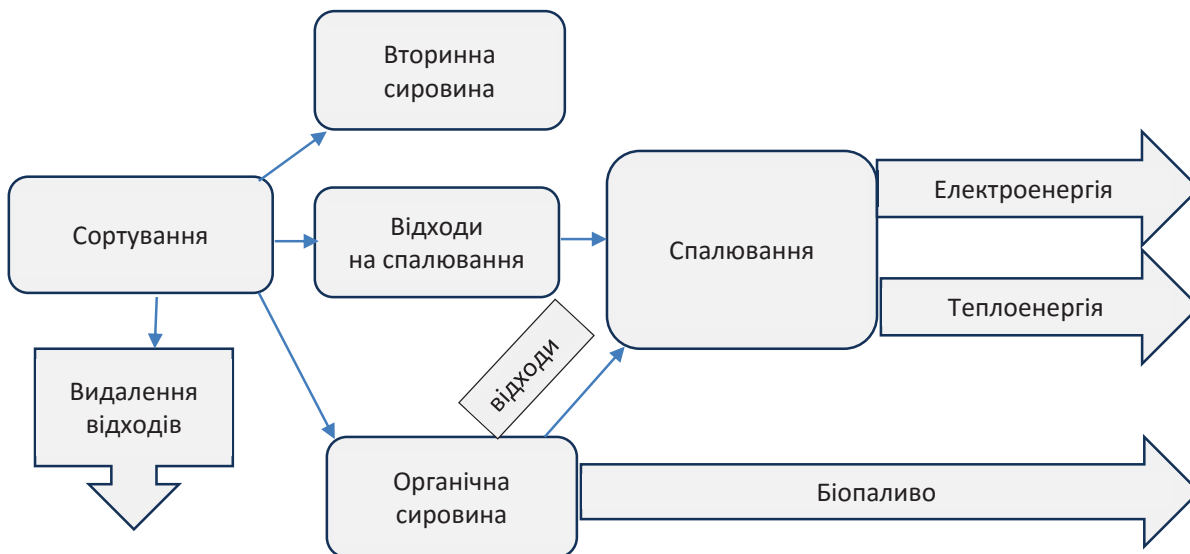 Вторинна
сировина
Сортування
Відходи
на спалювання
Спалювання
Електроенергія
Теплоенергія
відходи
Видалення
відходів
Органічна
сировина
Біопаливо